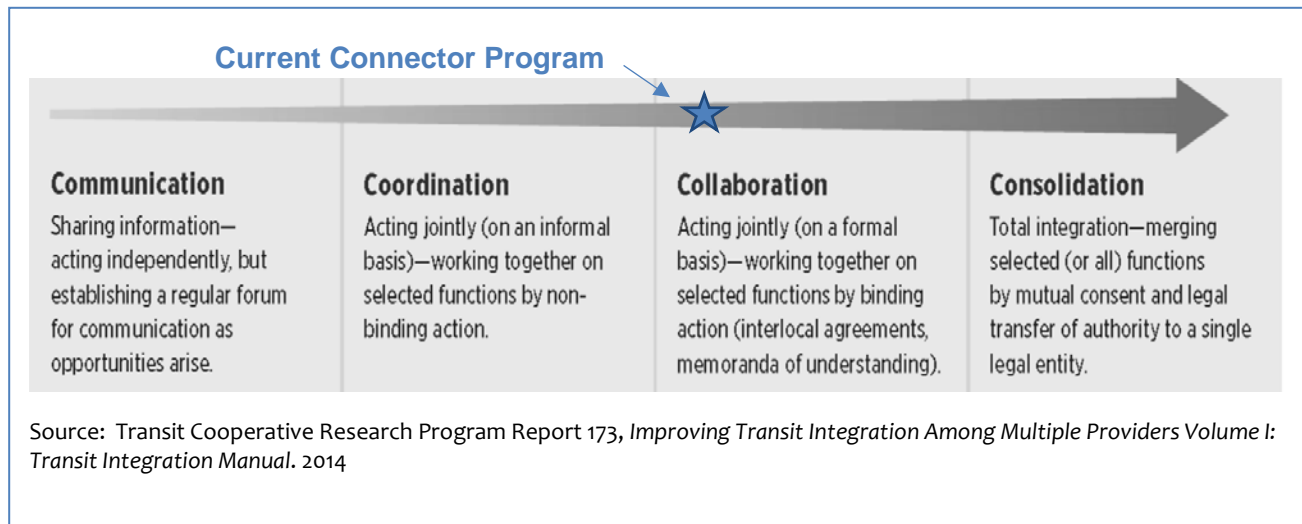 Current Connector Program
Communication
Sharing information—
acting independently, but
establishing a regular forum
for communication as
opportunities arise.
Coordination
Acting jointly (on an informal
basis)—working together on
selected functions by non-
binding action.
Collaboration
Acting jointly (on a formal
basis)—working together on
selected functions by binding
action (interlocal agreements,
memoranda of understanding).
Consolidation
Total integration—merging
selected (or all) functions
by mutual consent and legal
transfer of authority to a single
legal entity.
Source: Transit Cooperative Research Program Report 173, Improving Transit Integration Among Multiple Providers Volume I:
Transit Integration Manual. 2014